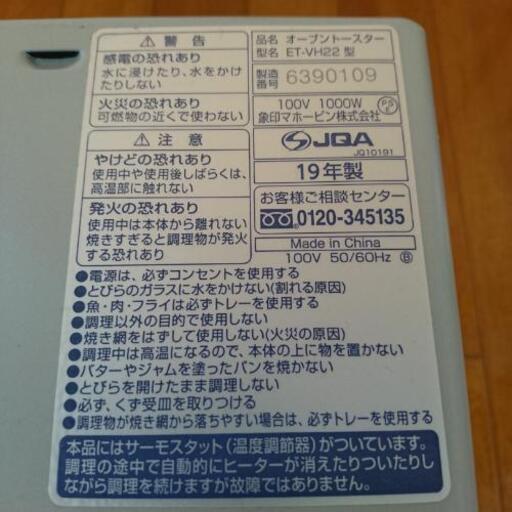 ⚠ 警告
感電の恐れあり
水に浸けたり、水をかけ
たりしない
火災の恐れあり
可燃物の近くで使わない
⚠ 注意
やけどの恐れあり
使用中や使用後しばらくは、
高温部に触れない
発火の恐れあり
使用中は本体から離れない
焼きすぎると調理物が発火
する恐れあり
品名 オーブントースター
型名 ET-VH22 型
製造番号 6390109
100V 1000W
PSE
象印マホービン株式会社
JQA
JQ10191
19年製
お客様ご相談センター
0120-345135
Made in China
100V 50/60Hz Ⓑ
●電源は、必ずコンセントを使用する
●とびらのガラスに水をかけない(割れる原因)
●魚・肉・フライは必ずトレーを使用する
●調理以外の目的で使用しない
●焼き網をはずして使用しない(火災の原因)
●調理中は高温になるので、本体の上に物を置かない
●バターやジャムを塗ったパンを焼かない
●とびらを開けたまま調理しない
●必ず、くず受皿を取りつける
●調理物が焼き網から落ちやすい場合は、必ずトレーを使用する
本品にはサーモスタット(温度調節器)がついています。
調理の途中で自動的にヒーターが消えたりついたりし
ながら調理を続けますが故障ではありません。